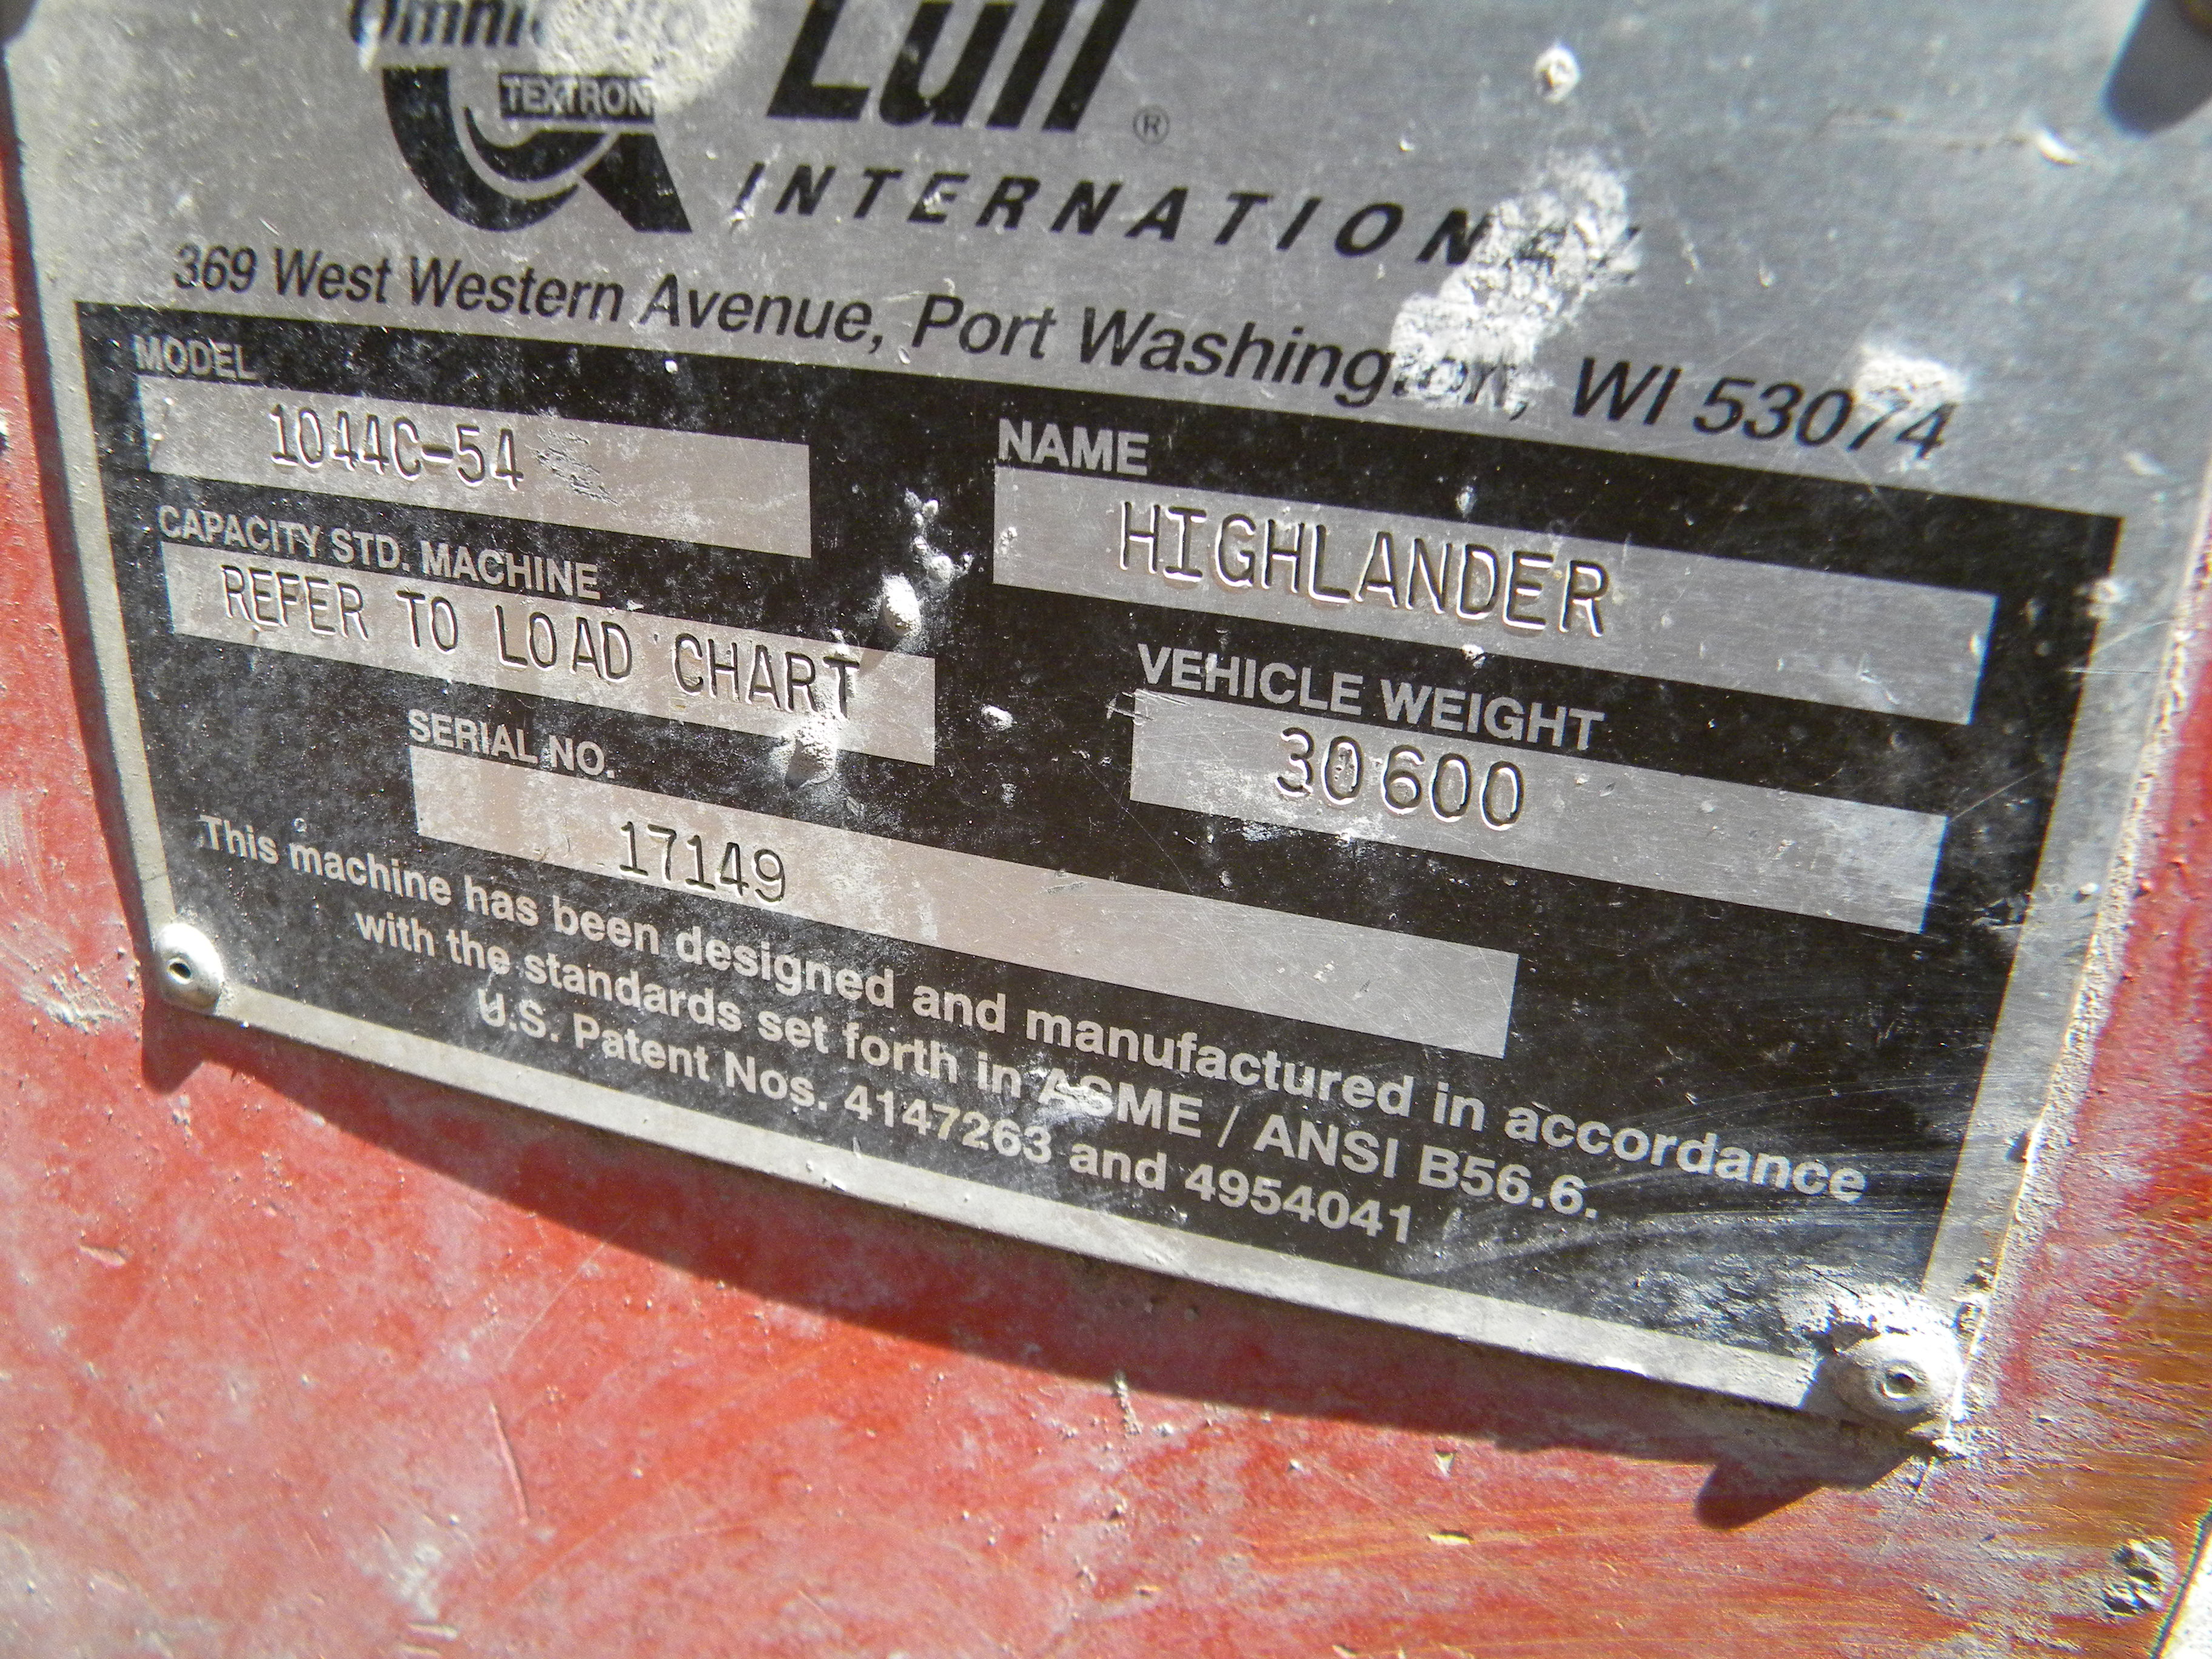 Lull ®
TEXTRON
INTERNATION
369 West Western Avenue, Port Washington, WI 53074
MODEL
1044C-54
NAME
HIGHLANDER
CAPACITY STD. MACHINE
REFER TO LOAD CHART
VEHICLE WEIGHT
30600
SERIAL NO.
17149
This machine has been designed and manufactured in accordance
with the standards set forth in ASME / ANSI B56.6.
U.S. Patent Nos. 4147263 and 4954041